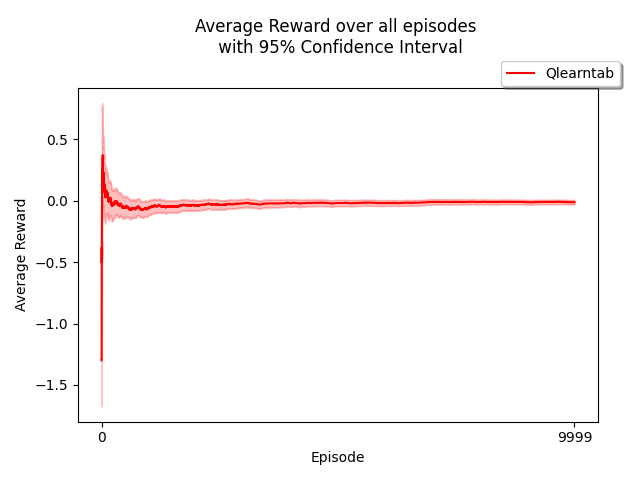 Average Reward over all episodes
with 95% Confidence Interval
Qlearntab
0.5
0.0
−0.5
−1.0
−1.5
Average Reward
0
9999
Episode